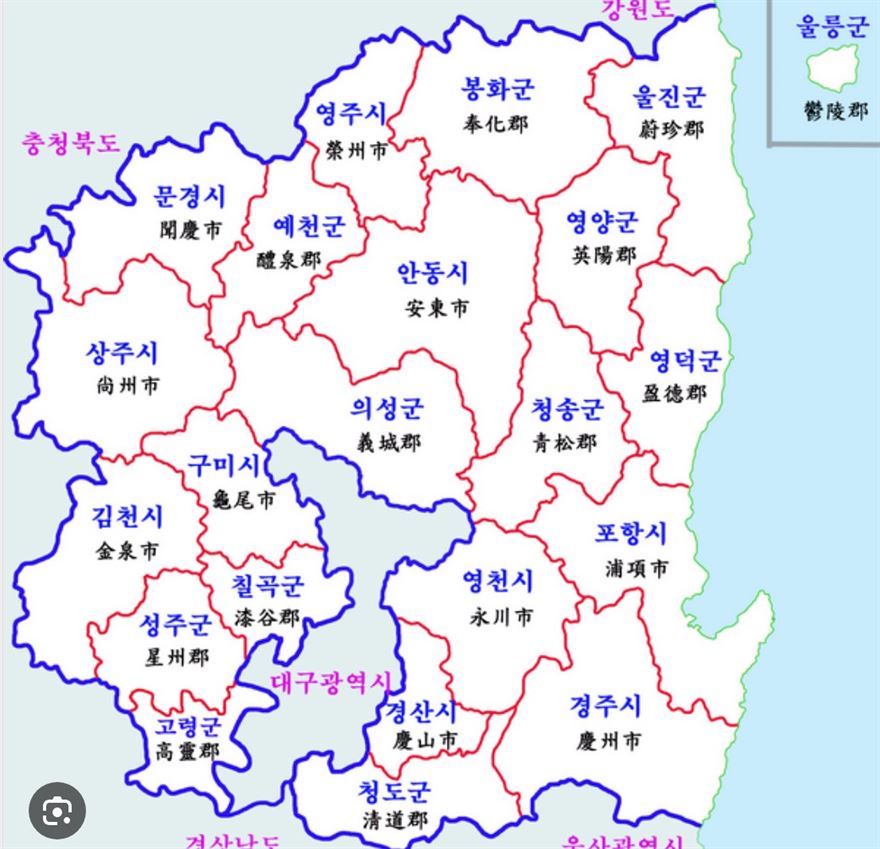 강원도
울릉군
鬱陵郡
봉화군
奉化郡
울진군
蔚珍郡
영주시
榮州市
충청북도
문경시
聞慶市
예천군
醴泉郡
영양군
英陽郡
안동시
安東市
상주시
尙州市
영덕군
盈德郡
의성군
義城郡
청송군
靑松郡
구미시
龜尾市
김천시
金泉市
포항시
浦項市
칠곡군
漆谷郡
영천시
永川市
성주군
星州郡
대구광역시
고령군
高靈郡
경산시
慶山市
경주시
慶州市
청도군
清道郡
경상남도
울산광역시